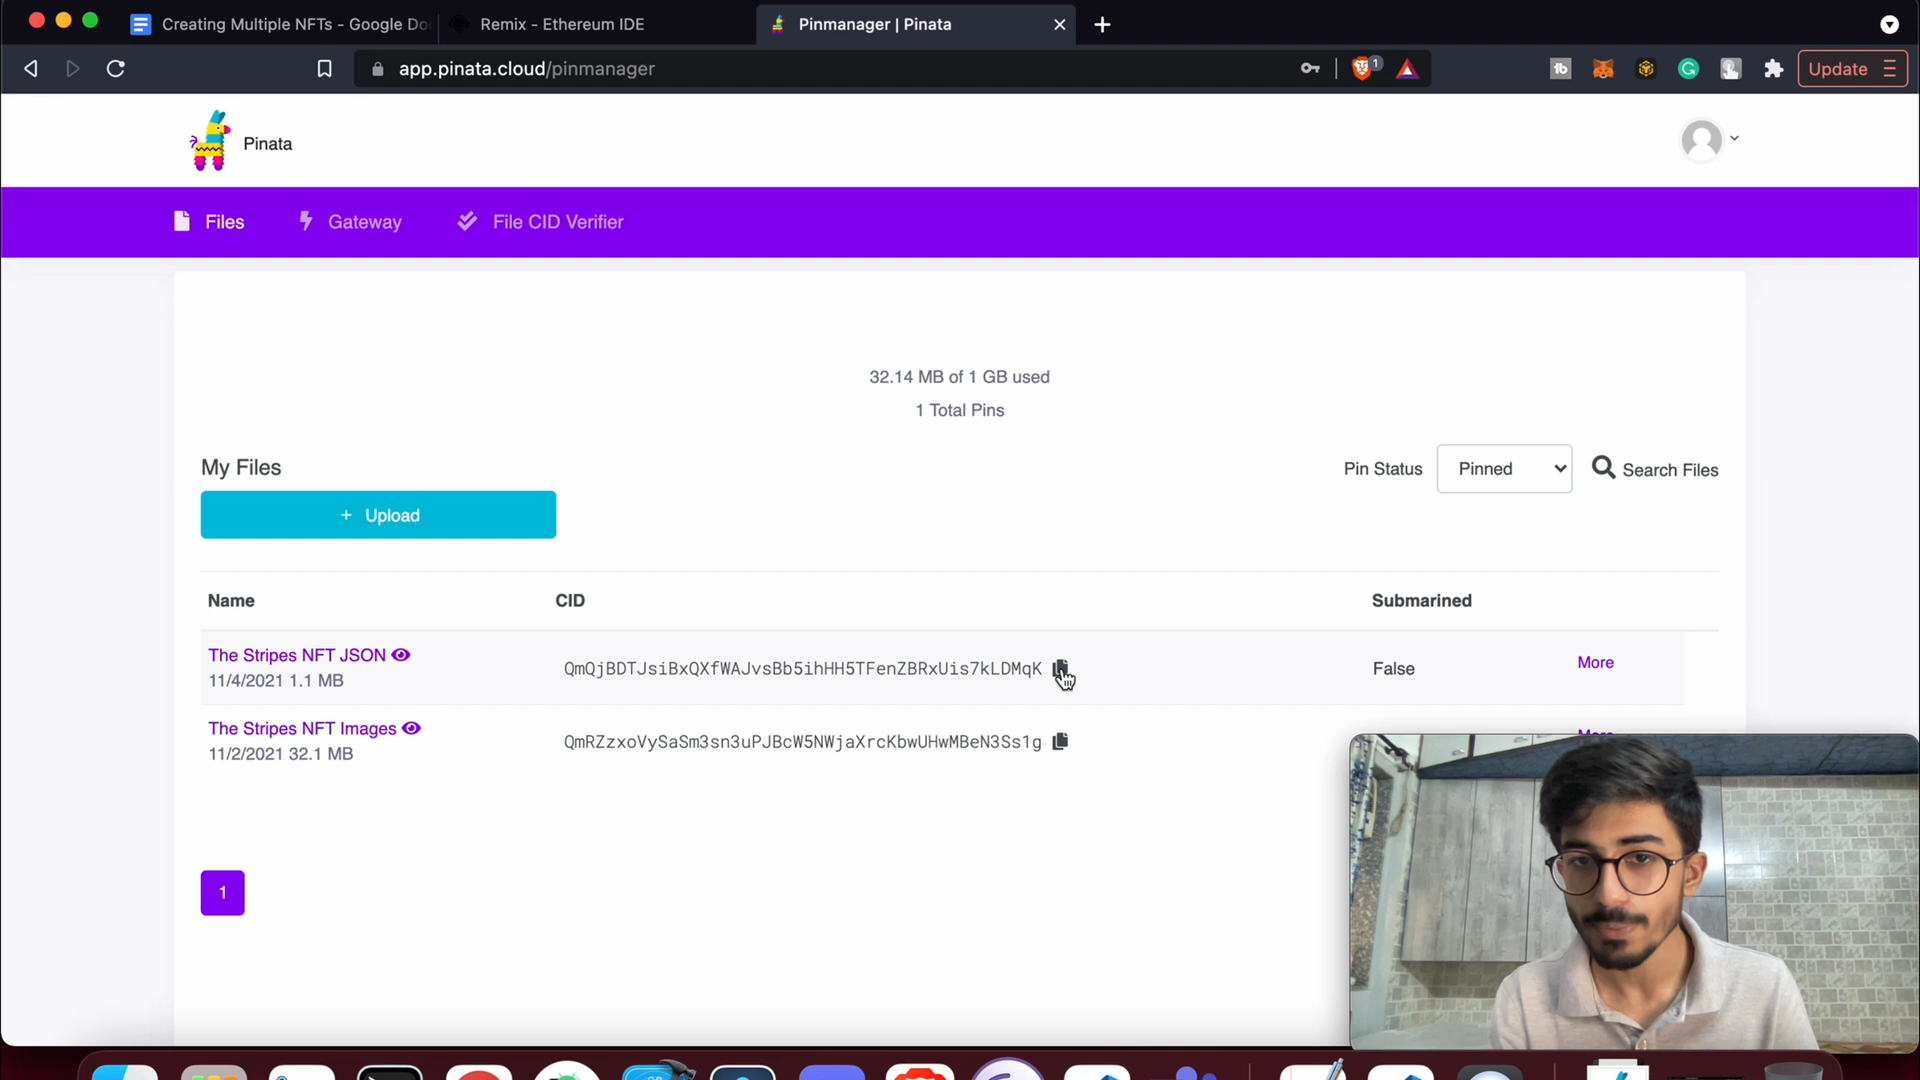 Creating Multiple NFTs - Google Do
Remix - Ethereum IDE
Pinmanager | Pinata
app.pinata.cloud/pinmanager
1
tb
G
Update
Pinata
Files
Gateway
File CID Verifier
32.14 MB of 1 GB used
1 Total Pins
My Files
Pin Status
Pinned
Search Files
+ Upload
Name
CID
Submarined
The Stripes NFT JSON
11/4/2021 1.1 MB
QmQjBDTJsiBxQXfWAJvsBb5ihHH5TFenZBRxUis7kLDMqK
False
More
The Stripes NFT Images
11/2/2021 32.1 MB
QmRZzxoVySaSm3sn3uPJBcW5NWjaXrcKbwUHwMBeN3Ss1g
More
1